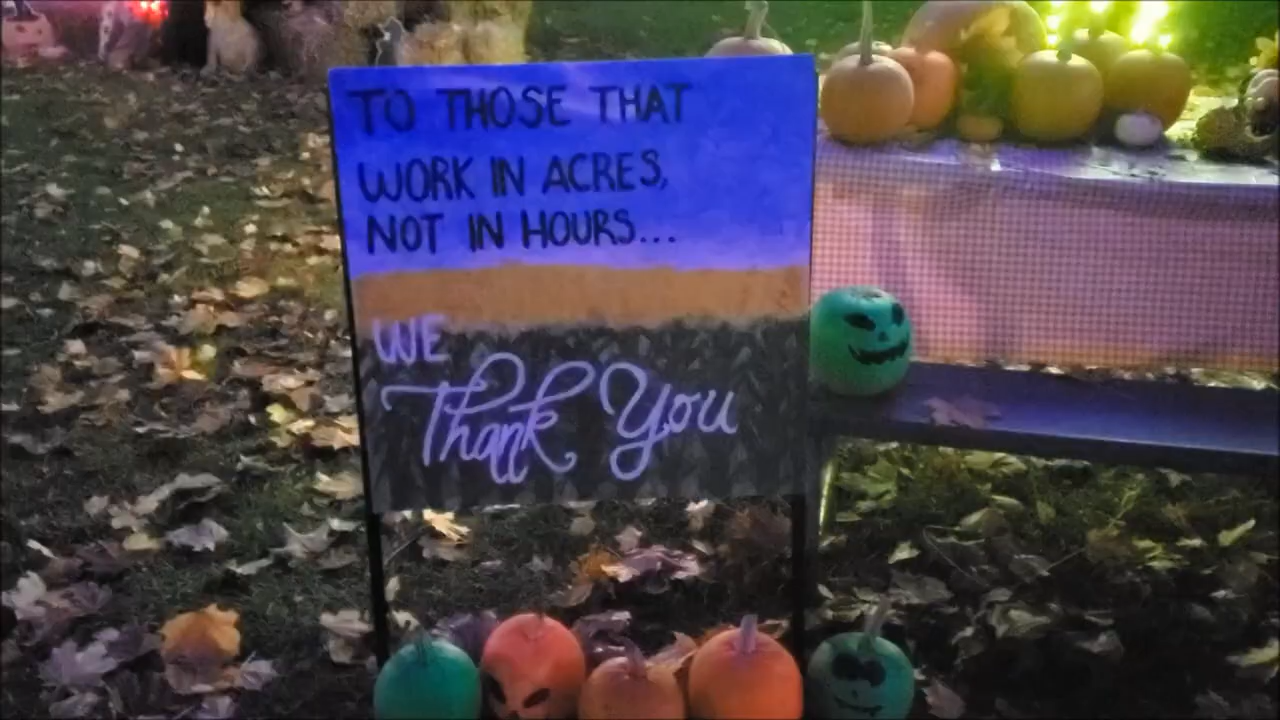 TO THOSE THAT
WORK IN ACRES,
NOT IN HOURS...
WE
Thank You